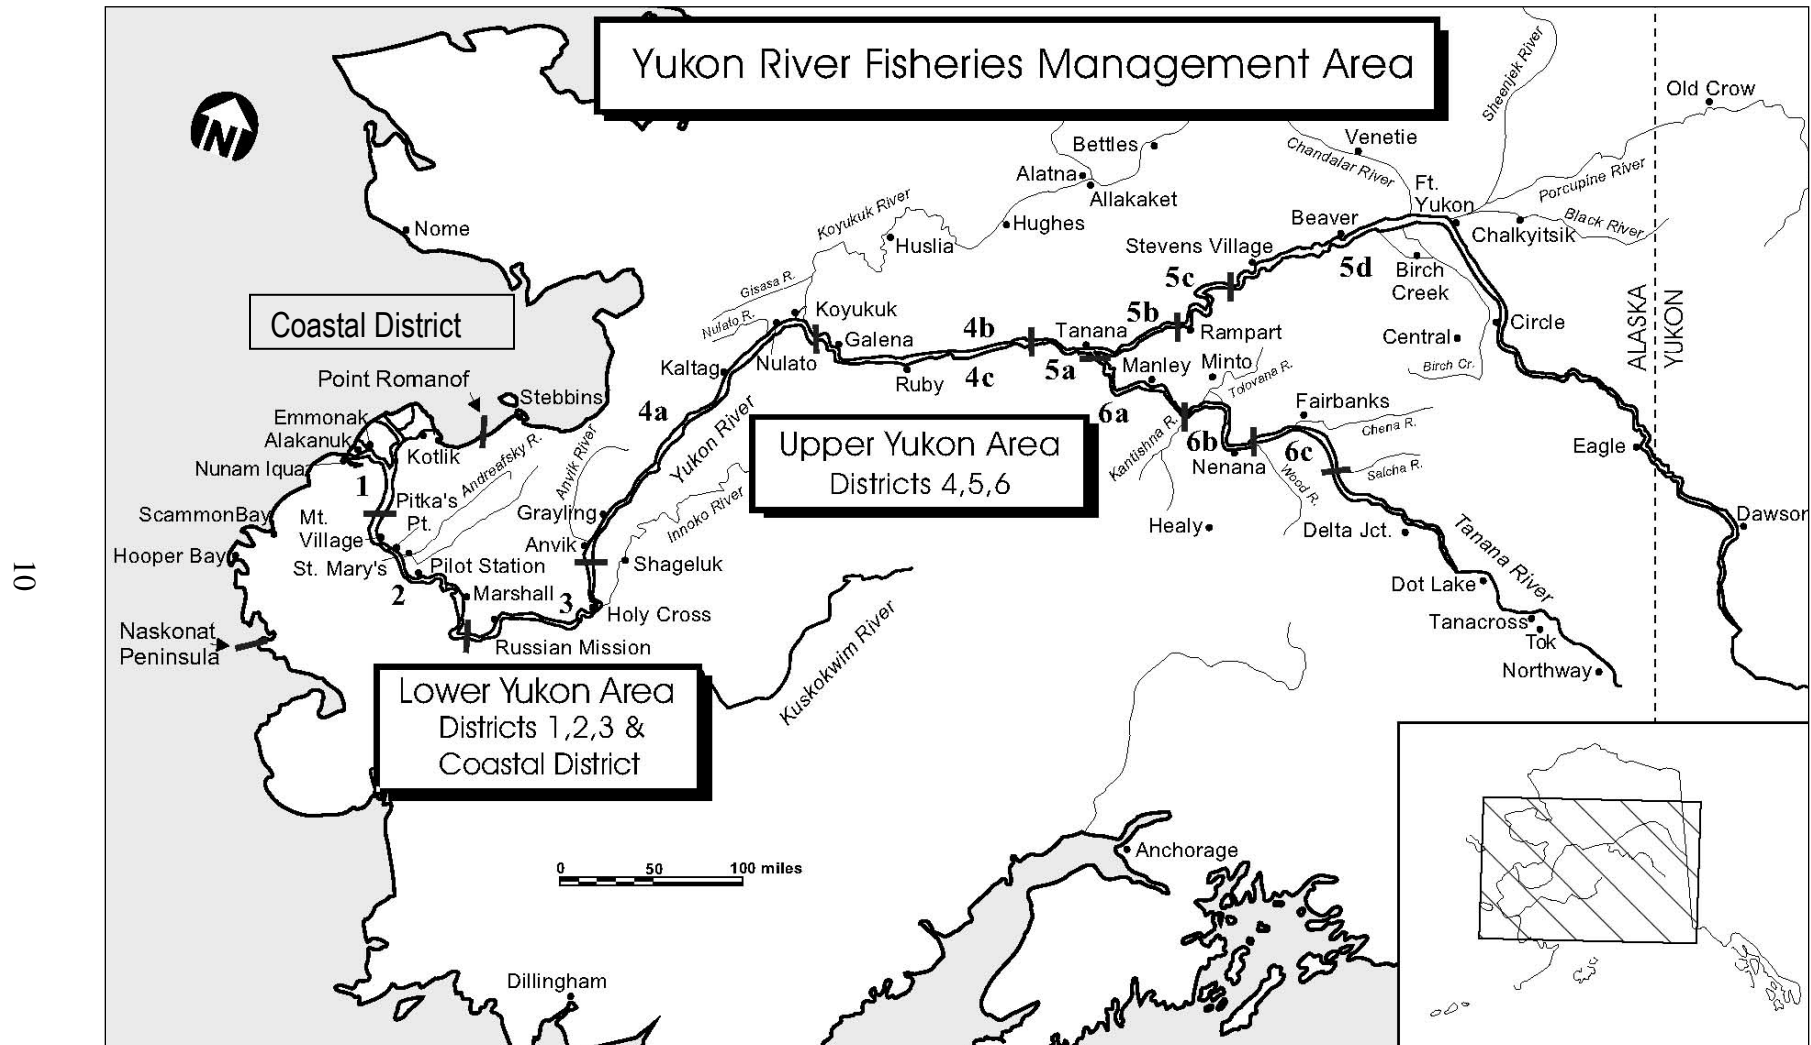 Yukon River Fisheries Management Area
N
Old Crow
Sheenjek River
Venetie
Chandalar River
Porcupine River
Bettles
Alatna
Allakaket
Ft.
Yukon
Black River
Koyukuk River
Hughes
Huslia
Beaver
Chalkyitsik
Nome
Stevens Village
5d
Birch
Creek
5c
Gisasa R.
Coastal District
Koyukuk
5b
ALASKA
YUKON
Nulato R.
4b
Tanana
Rampart
Circle
Galena
Central
Nulato
Kaltag
Manley
Minto
Birch Cr.
Point Romanof
Ruby
4c
5a
Tolovana R.
Stebbins
4a
6a
Fairbanks
Emmonak
Alakanuk
Chena R.
Yukon River
Kotlik
Upper Yukon Area
Districts 4,5,6
Kantishna R.
6b
6c
Eagle
Nunam Iqua
Andreafsky R.
Anvik River
Nenana
Salcha R.
1
Wood R.
Pitka's
Pt.
Innoko River
Scammon Bay
Mt.
Village
Grayling
Healy
Delta Jct.
Tanana River
Dawson
Hooper Bay
Anvik
St. Mary's
Pilot Station
Shageluk
2
Marshall
3
Holy Cross
Dot Lake
10
Naskonat
Peninsula
Russian Mission
Kuskokwim River
Tanacross
Tok
Northway
Lower Yukon Area
Districts 1,2,3 &
Coastal District
Anchorage
0 50 100 miles
Dillingham